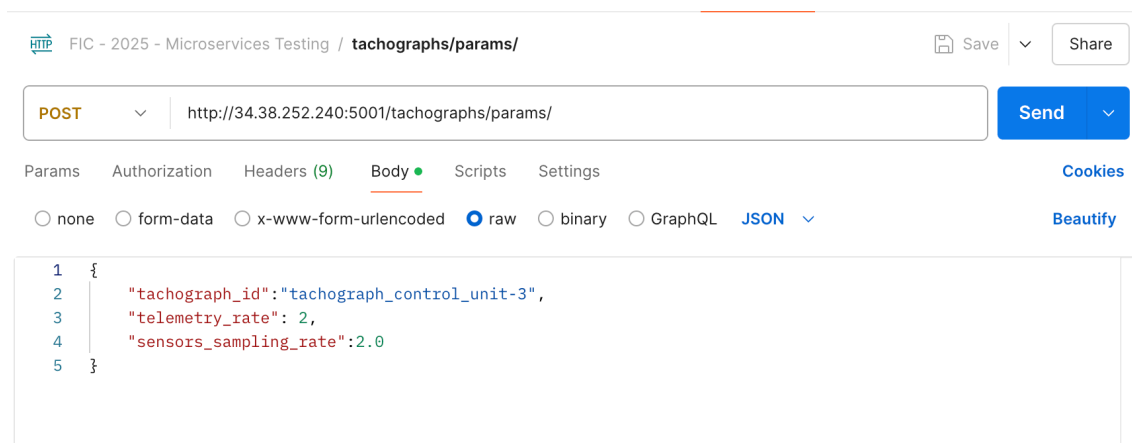 HTTP FIC - 2025 - Microservices Testing / tachographs/params/ Save Share
POST http://34.38.252.240:5001/tachographs/params/ Send
Params Authorization Headers (9) Body Scripts Settings Cookies
none form-data x-www-form-urlencoded raw binary GraphQL JSON Beautify
1 {
2 "tachograph_id":"tachograph_control_unit-3",
3 "telemetry_rate": 2,
4 "sensors_sampling_rate":2.0
5 }